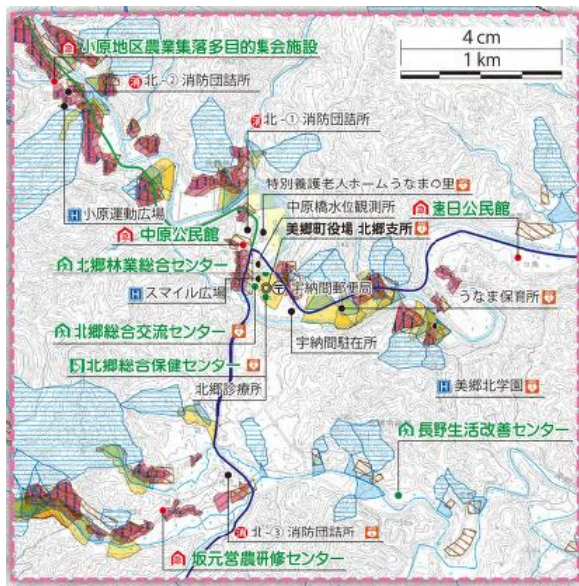 4 cm
1 km
小原地区農業集落多目的集会施設
消 北-② 消防団詰所
消 北-① 消防団詰所
特別養護老人ホームうなまの里
H 小原運動広場
中原橋水位観測所
速日公民館
中原公民館
美郷町役場 北郷支所
北郷林業総合センター
H スマイル広場
宇納間郵便局
うなま保育所
北郷総合交流センター
宇納間駐在所
北郷総合保健センター
北郷診療所
H 美郷北学園
長野生活改善センター
消 北-③ 消防団詰所
坂元営農研修センター